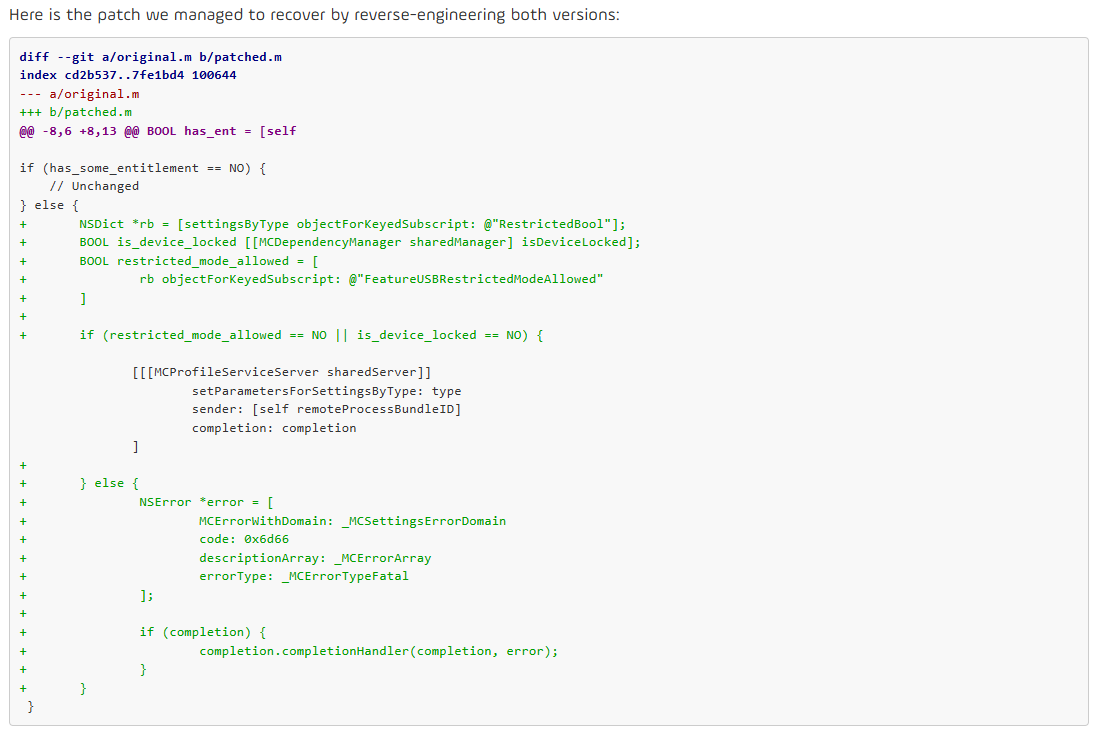 Here is the patch we managed to recover by reverse-engineering both versions:
diff --git a/original.m b/patched.m
index cd2b537..7fe1bd4 100644
--- a/original.m
+++ b/patched.m
@@ -8,6 +8,13 @@ BOOL has_ent = [self
if (has_some_entitlement == NO) {
    // Unchanged
} else {
+       NSDict *rb = [settingsByType objectForKeyedSubscript: @"RestrictedBool"];
+       BOOL is_device_locked [[MCDependencyManager sharedManager] isDeviceLocked];
+       BOOL restricted_mode_allowed = [
+               rb objectForKeyedSubscript: @"FeatureUSBRestrictedModeAllowed"
+       ]
+
+       if (restricted_mode_allowed == NO || is_device_locked == NO) {
               [[[MCProfileServiceServer sharedServer]]
                       setParametersForSettingsByType: type
                       sender: [self remoteProcessBundleID]
                       completion: completion
               ]
+
+       } else {
+               NSError *error = [
+                       MCErrorWithDomain: _MCSettingsErrorDomain
+                       code: 0x6d66
+                       descriptionArray: _MCErrorArray
+                       errorType: _MCErrorTypeFatal
+               ];
+
+               if (completion) {
+                       completion.completionHandler(completion, error);
+               }
+       }
 }